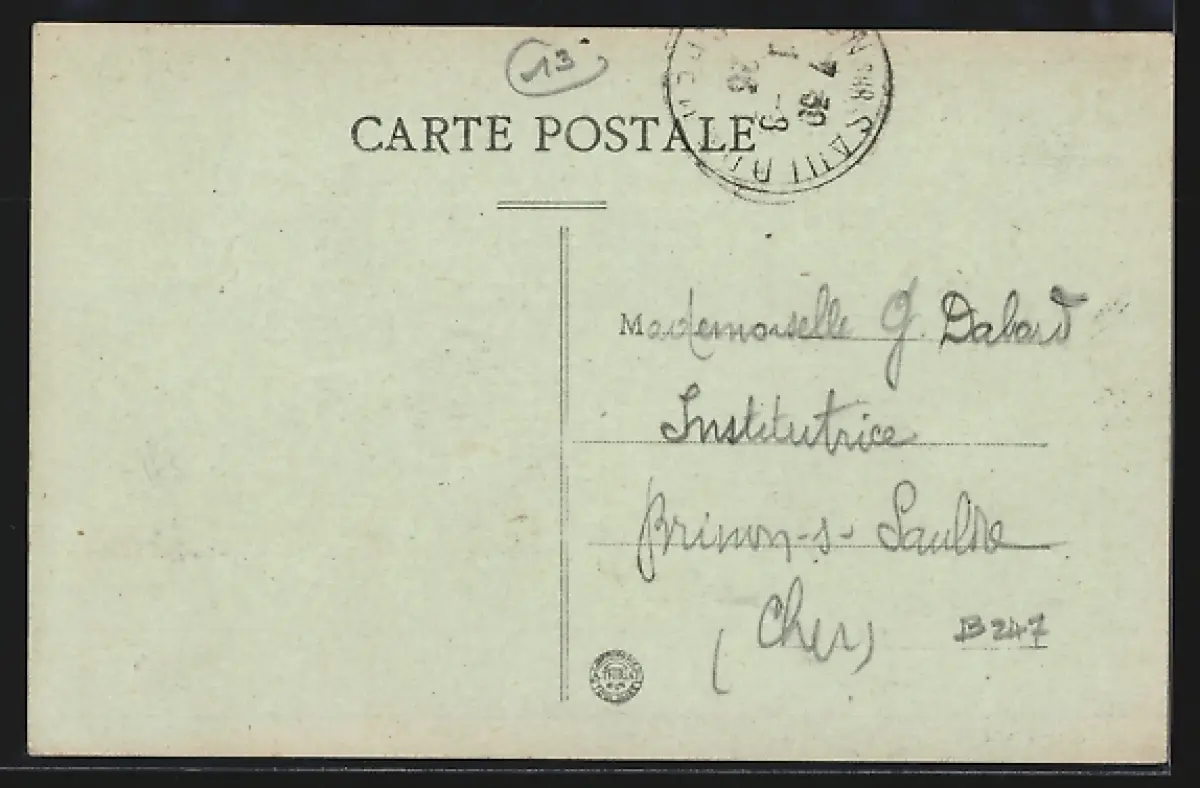 13
CARTE POSTALE
Mademoiselle G. Dabard
Institutrice
Brinon-s-Sauldre
(Cher)
B247